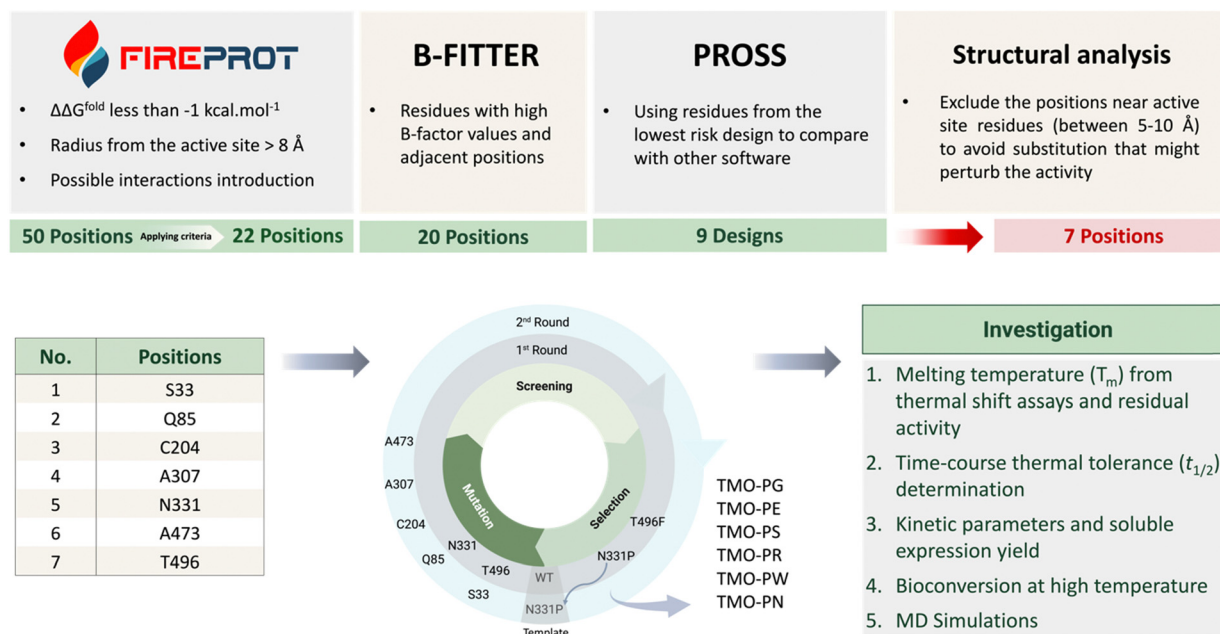 FIREPROT
• ΔΔG^fold less than -1 kcal.mol⁻¹
• Radius from the active site > 8 Å
• Possible interactions introduction
50 Positions Applying criteria 22 Positions
B-FITTER
• Residues with high
B-factor values and
adjacent positions
20 Positions
PROSS
• Using residues from the
lowest risk design to compare
with other software
9 Designs
Structural analysis
• Exclude the positions near active
site residues (between 5-10 Å)
to avoid substitution that might
perturb the activity
7 Positions
No. Positions
1 S33
2 Q85
3 C204
4 A307
5 N331
6 A473
7 T496
2nd Round
1st Round
Screening
Mutation
Selection
A473
A307
C204
Q85
S33
N331
T496
WT
N331P
Template
N331P
T496F
TMO-PG
TMO-PE
TMO-PS
TMO-PR
TMO-PW
TMO-PN
Investigation
1. Melting temperature (Tm) from
thermal shift assays and residual
activity
2. Time-course thermal tolerance (t1/2)
determination
3. Kinetic parameters and soluble
expression yield
4. Bioconversion at high temperature
5. MD Simulations